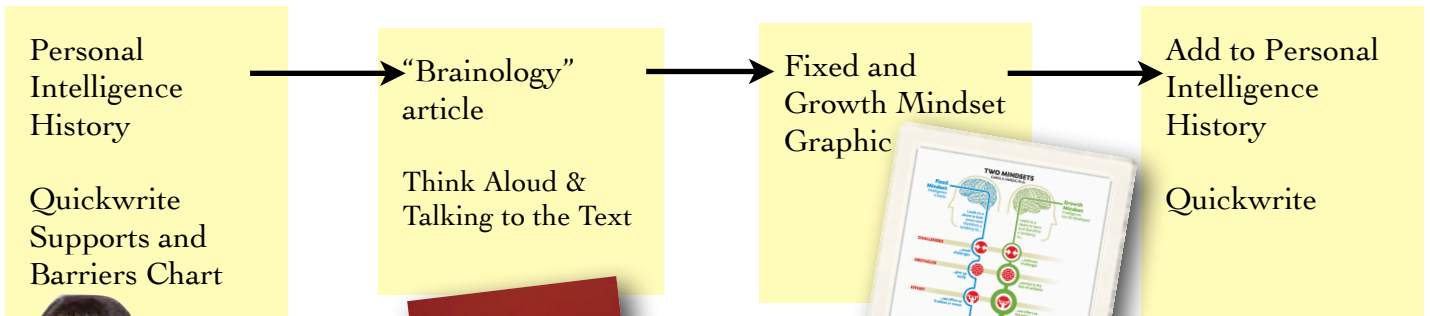 Personal
Intelligence
History
Quickwrite
Supports and
Barriers Chart
“Brainology”
article
Think Aloud &
Talking to the Text
Fixed and
Growth Mindset
Graphic
TWO MINDSETS
Fixed
Mindset
Growth
Mindset
CHALLENGES
OBSTACLES
EFFORT
Add to Personal
Intelligence
History
Quickwrite